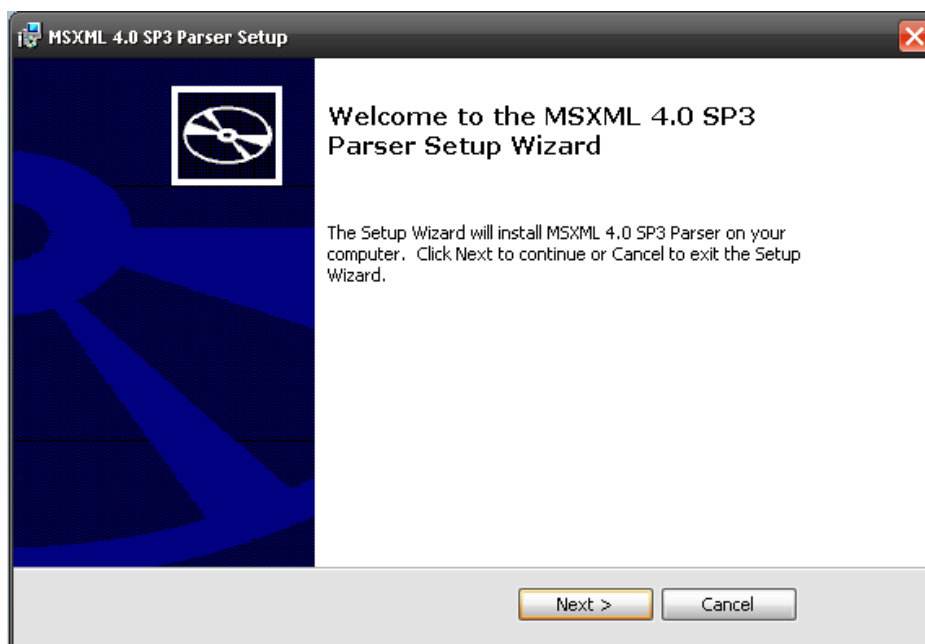 MSXML 4.0 SP3 Parser Setup
Welcome to the MSXML 4.0 SP3
Parser Setup Wizard
The Setup Wizard will install MSXML 4.0 SP3 Parser on your
computer. Click Next to continue or Cancel to exit the Setup
Wizard.
Next >
Cancel